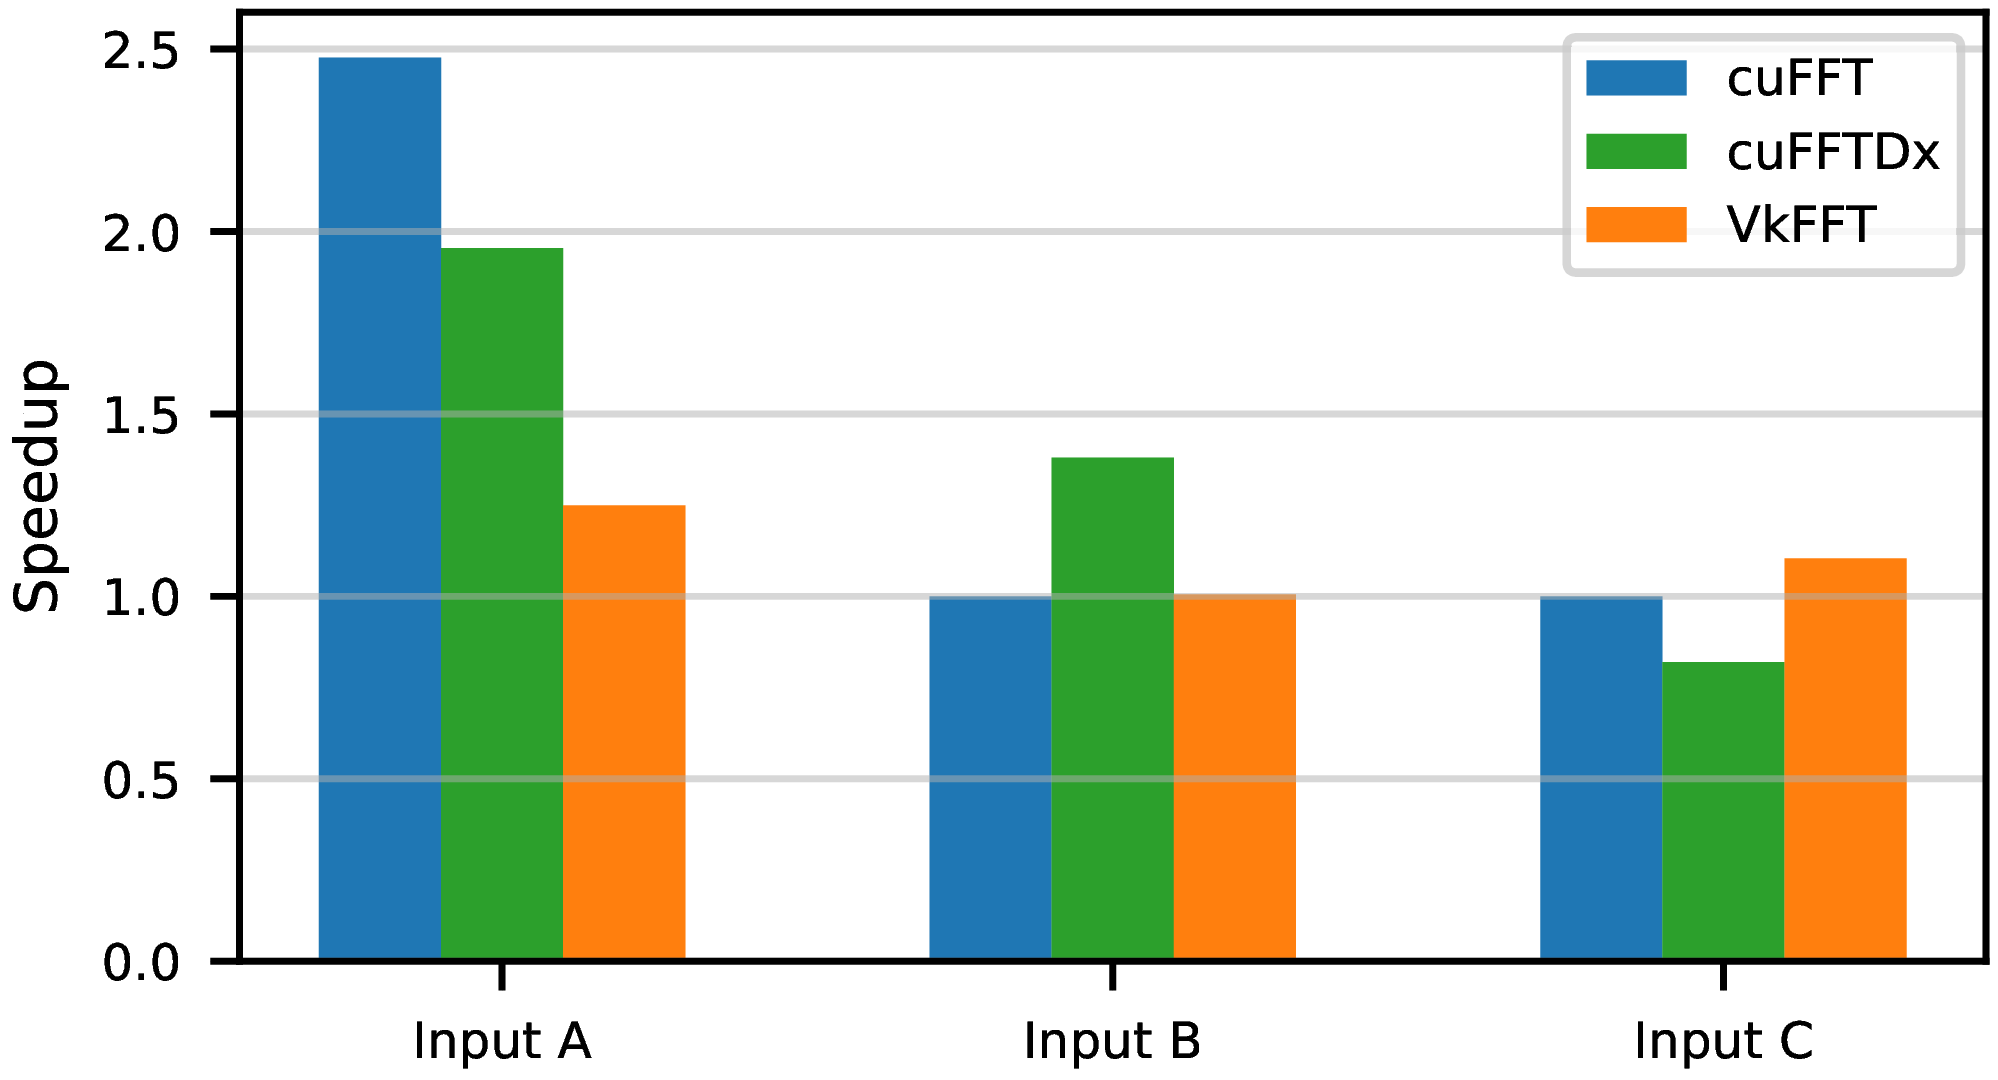 Speedup
2.5
2.0
1.5
1.0
0.5
0.0
cuFFT
cuFFTDx
VkFFT
Input A
Input B
Input C